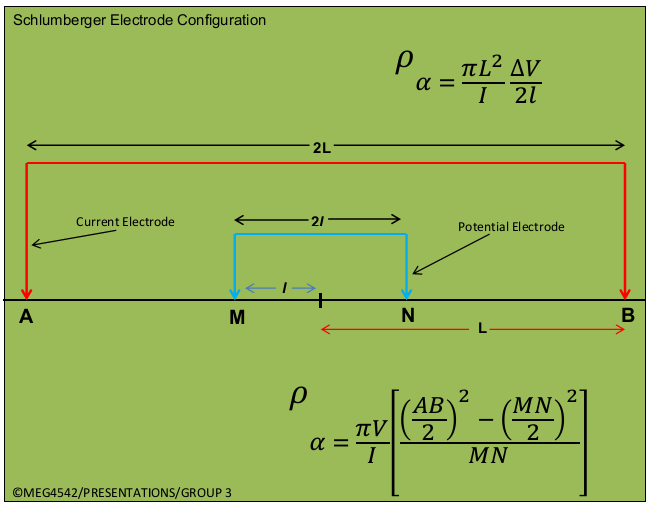 Schlumberger Electrode Configuration
ρ α = πL² / I ΔV / 2l
2L
Current Electrode
2l
Potential Electrode
l
A
M
N
B
L
ρ α = πV / I [ ( (AB / 2)² − (MN / 2)² ) / MN ]
©MEG4542/PRESENTATIONS/GROUP 3